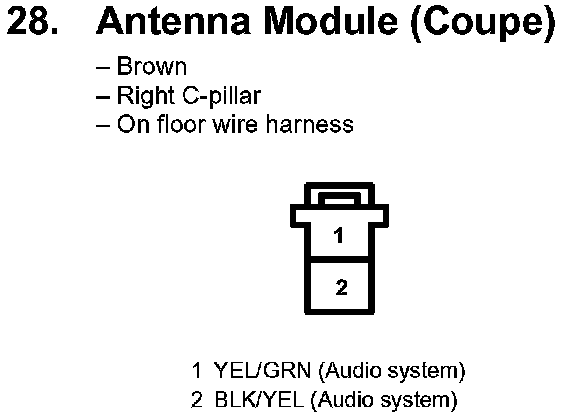 28. Antenna Module (Coupe)
– Brown
– Right C-pillar
– On floor wire harness
1
2
1 YEL/GRN (Audio system)
2 BLK/YEL (Audio system)